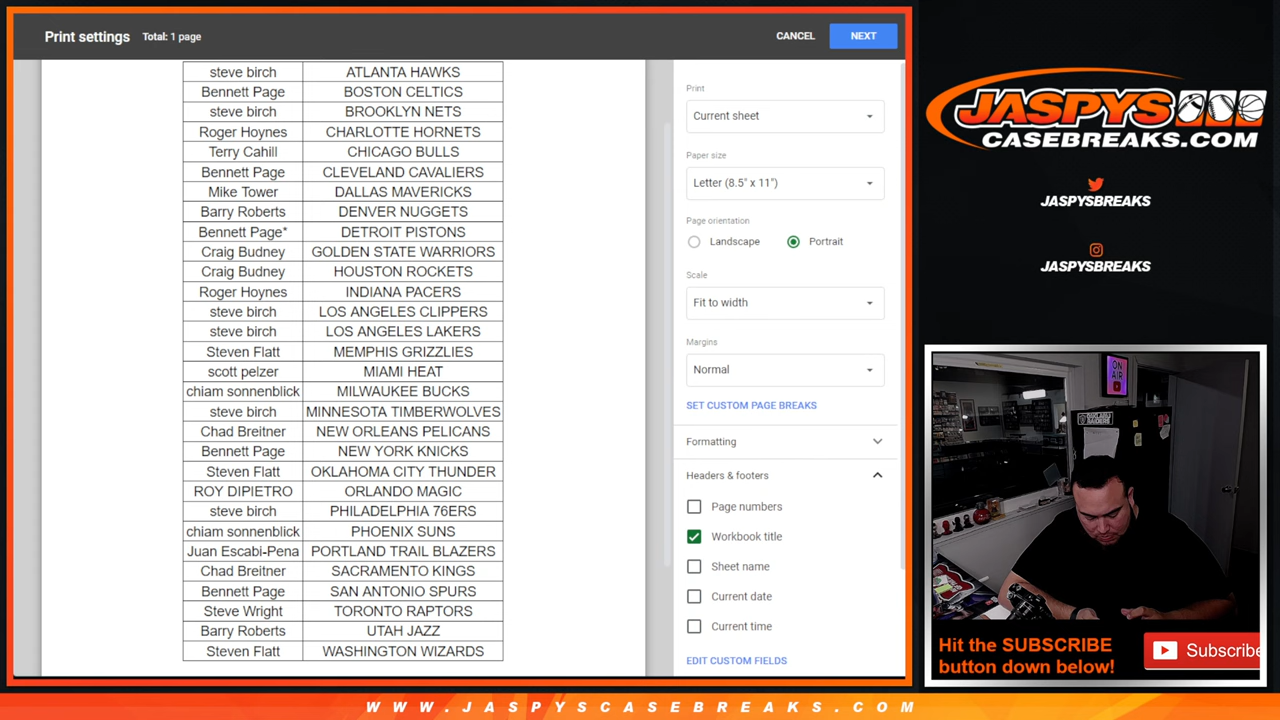 Print settings Total: 1 page CANCEL NEXT
steve birch ATLANTA HAWKS
Bennett Page BOSTON CELTICS
steve birch BROOKLYN NETS
Roger Hoynes CHARLOTTE HORNETS
Terry Cahill CHICAGO BULLS
Bennett Page CLEVELAND CAVALIERS
Mike Tower DALLAS MAVERICKS
Barry Roberts DENVER NUGGETS
Bennett Page* DETROIT PISTONS
Craig Budney GOLDEN STATE WARRIORS
Craig Budney HOUSTON ROCKETS
Roger Hoynes INDIANA PACERS
steve birch LOS ANGELES CLIPPERS
steve birch LOS ANGELES LAKERS
Steven Flatt MEMPHIS GRIZZLIES
scott pelzer MIAMI HEAT
chiam sonnenblick MILWAUKEE BUCKS
steve birch MINNESOTA TIMBERWOLVES
Chad Breitner NEW ORLEANS PELICANS
Bennett Page NEW YORK KNICKS
Steven Flatt OKLAHOMA CITY THUNDER
ROY DIPIETRO ORLANDO MAGIC
steve birch PHILADELPHIA 76ERS
chiam sonnenblick PHOENIX SUNS
Juan Escabi-Pena PORTLAND TRAIL BLAZERS
Chad Breitner SACRAMENTO KINGS
Bennett Page SAN ANTONIO SPURS
Steve Wright TORONTO RAPTORS
Barry Roberts UTAH JAZZ
Steven Flatt WASHINGTON WIZARDS
Print
Current sheet
Paper size
Letter (8.5" x 11")
Page orientation
Landscape Portrait
Scale
Fit to width
Margins
Normal
SET CUSTOM PAGE BREAKS
Formatting
Headers & footers
Page numbers
Workbook title
Sheet name
Current date
Current time
EDIT CUSTOM FIELDS
JASPYS
CASEBREAKS.COM
JASPYSBREAKS
JASPYSBREAKS
ON
AIR
Hit the SUBSCRIBE
button down below!
Subscribe
WWW.JASPYSCASEBREAKS.COM